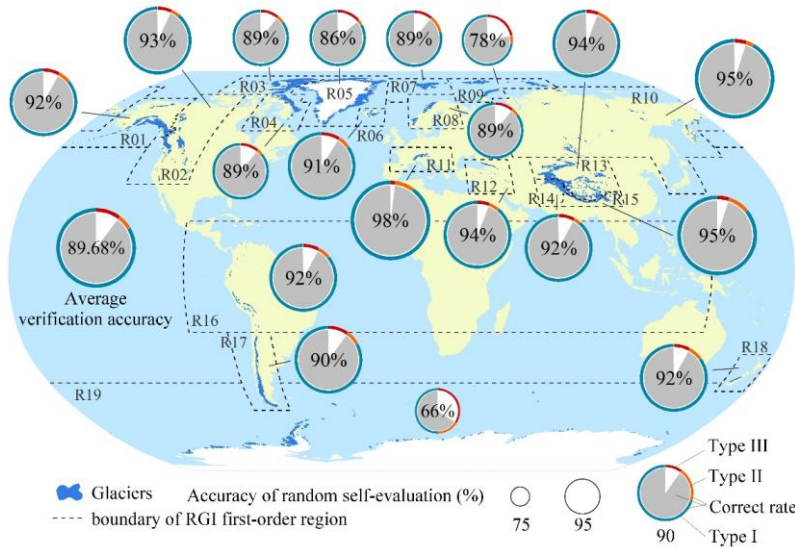 93%
89%
86%
89%
78%
94%
95%
92%
R03
R05
R07
R09
R10
R01
R04
R06
R08
89%
R02
89%
91%
R11
R13
R12
R14
R15
98%
94%
92%
95%
89.68%
Average
verification accuracy
92%
R16
R17
90%
R18
92%
R19
66%
Type III
Type II
Correct rate
Type I
90
Glaciers
Accuracy of random self-evaluation (%)
75
95
boundary of RGI first-order region